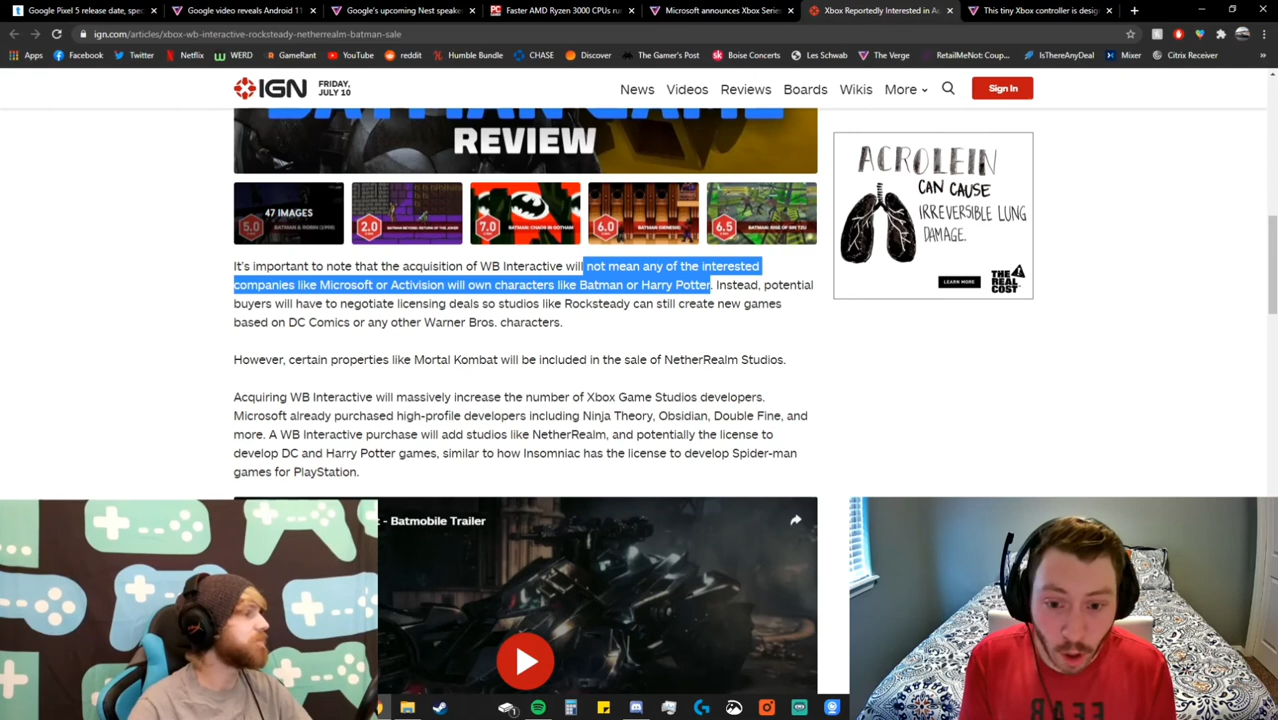 Google Pixel 5 release date, spec
Google video reveals Android 11
Google's upcoming Nest speake
Faster AMD Ryzen 3000 CPUs ru
Microsoft announces Xbox Serie
Xbox Reportedly Interested in Ac
This tiny Xbox controller is desig
ign.com/articles/xbox-wb-interactive-rocksteady-netherrealm-batman-sale
Apps Facebook Twitter Netflix WERD GameRant YouTube reddit Humble Bundle CHASE Discover The Gamer's Post Boise Concerts Les Schwab The Verge RetailMeNot: Coup... IsThereAnyDeal Mixer Citrix Receiver
IGN
FRIDAY,
JULY 10
News Videos Reviews Boards Wikis More
Sign In
BATMAN GAME
REVIEW
47 IMAGES
5.0 BATMAN & ROBIN
2.0 BATMAN BEYOND: RETURN OF THE JOKER
7.0 BATMAN: CHAOS IN GOTHAM
6.0 BATMAN (GENESIS)
6.5 BATMAN: RISE OF SIN TZU
It's important to note that the acquisition of WB Interactive will not mean any of the interested
companies like Microsoft or Activision will own characters like Batman or Harry Potter. Instead, potential
buyers will have to negotiate licensing deals so studios like Rocksteady can still create new games
based on DC Comics or any other Warner Bros. characters.
However, certain properties like Mortal Kombat will be included in the sale of NetherRealm Studios.
Acquiring WB Interactive will massively increase the number of Xbox Game Studios developers.
Microsoft already purchased high-profile developers including Ninja Theory, Obsidian, Double Fine, and
more. A WB Interactive purchase will add studios like NetherRealm, and potentially the license to
develop DC and Harry Potter games, similar to how Insomniac has the license to develop Spider-man
games for PlayStation.
ACROLEIN
CAN CAUSE
IRREVERSIBLE LUNG
DAMAGE.
LEARN MORE
THE
REAL
COST
- Batmobile Trailer
FEAR